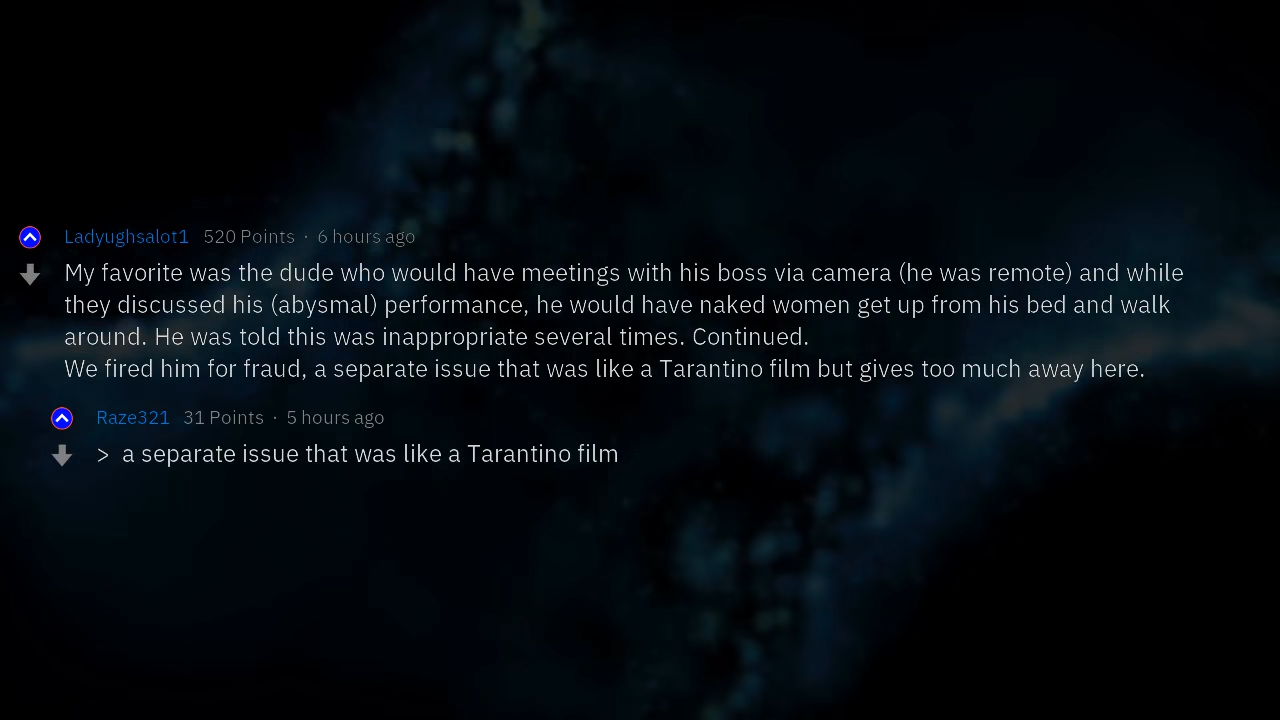 Ladyughsalot1 520 Points · 6 hours ago
My favorite was the dude who would have meetings with his boss via camera (he was remote) and while
they discussed his (abysmal) performance, he would have naked women get up from his bed and walk
around. He was told this was inappropriate several times. Continued.
We fired him for fraud, a separate issue that was like a Tarantino film but gives too much away here.
Raze321 31 Points · 5 hours ago
> a separate issue that was like a Tarantino film